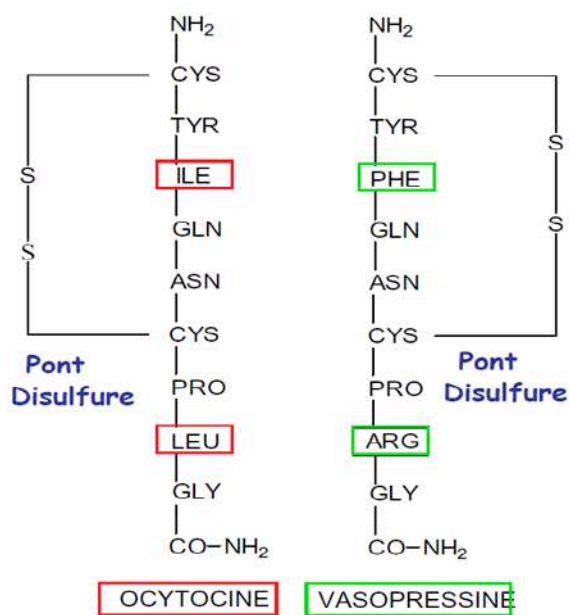 NH2 NH2
CYS CYS
TYR TYR
S
ILE PHE
S
GLN GLN
S
S
ASN ASN
CYS CYS
Pont Pont
Disulfure Disulfure
PRO PRO
LEU ARG
GLY GLY
CO–NH2 CO–NH2
OCYTOCINE VASOPRESSINE